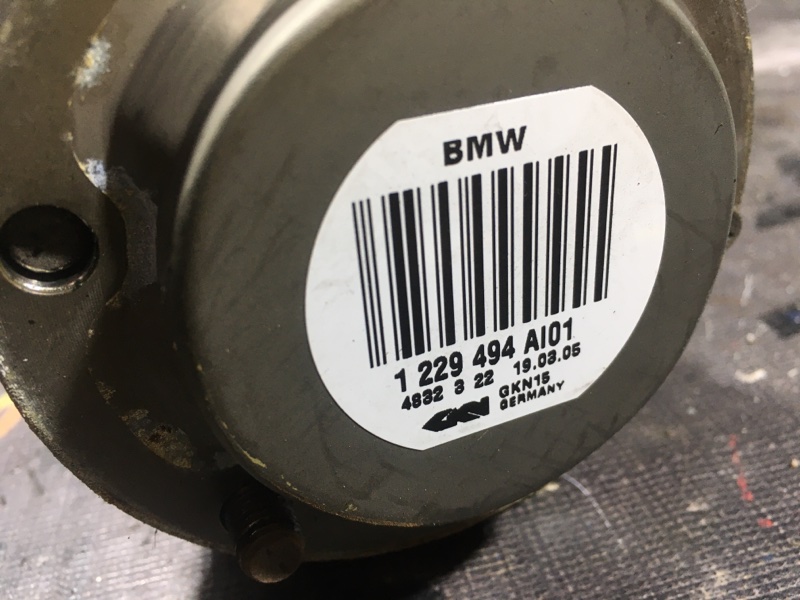 BMW
1 229 494 AI01
4832 3 22 19.03.05
GKN GKN15
GERMANY